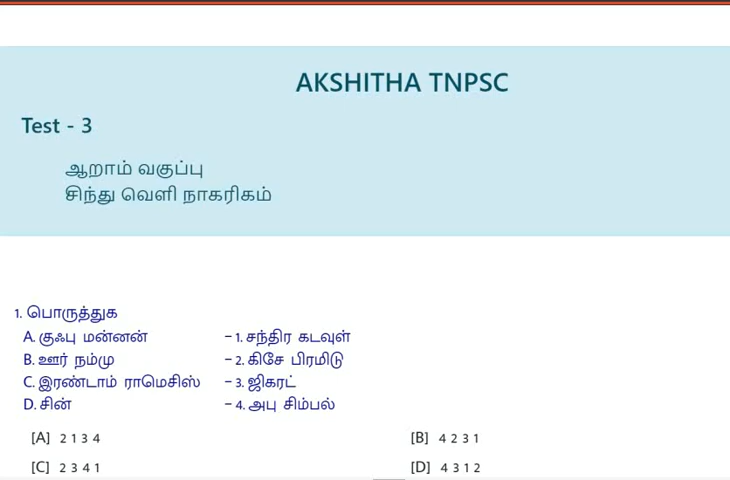 AKSHITHA TNPSC
Test - 3
ஆறாம் வகுப்பு
சிந்து வெளி நாகரிகம்
1. பொருத்துக
A. குஃபு மன்னன் – 1. சந்திர கடவுள்
B. ஊர் நம்மு – 2. கிசே பிரமிடு
C. இரண்டாம் ராமெசிஸ் – 3. ஜிகரட்
D. சின் – 4. அபு சிம்பல்
[A] 2 1 3 4 [B] 4 2 3 1
[C] 2 3 4 1 [D] 4 3 1 2